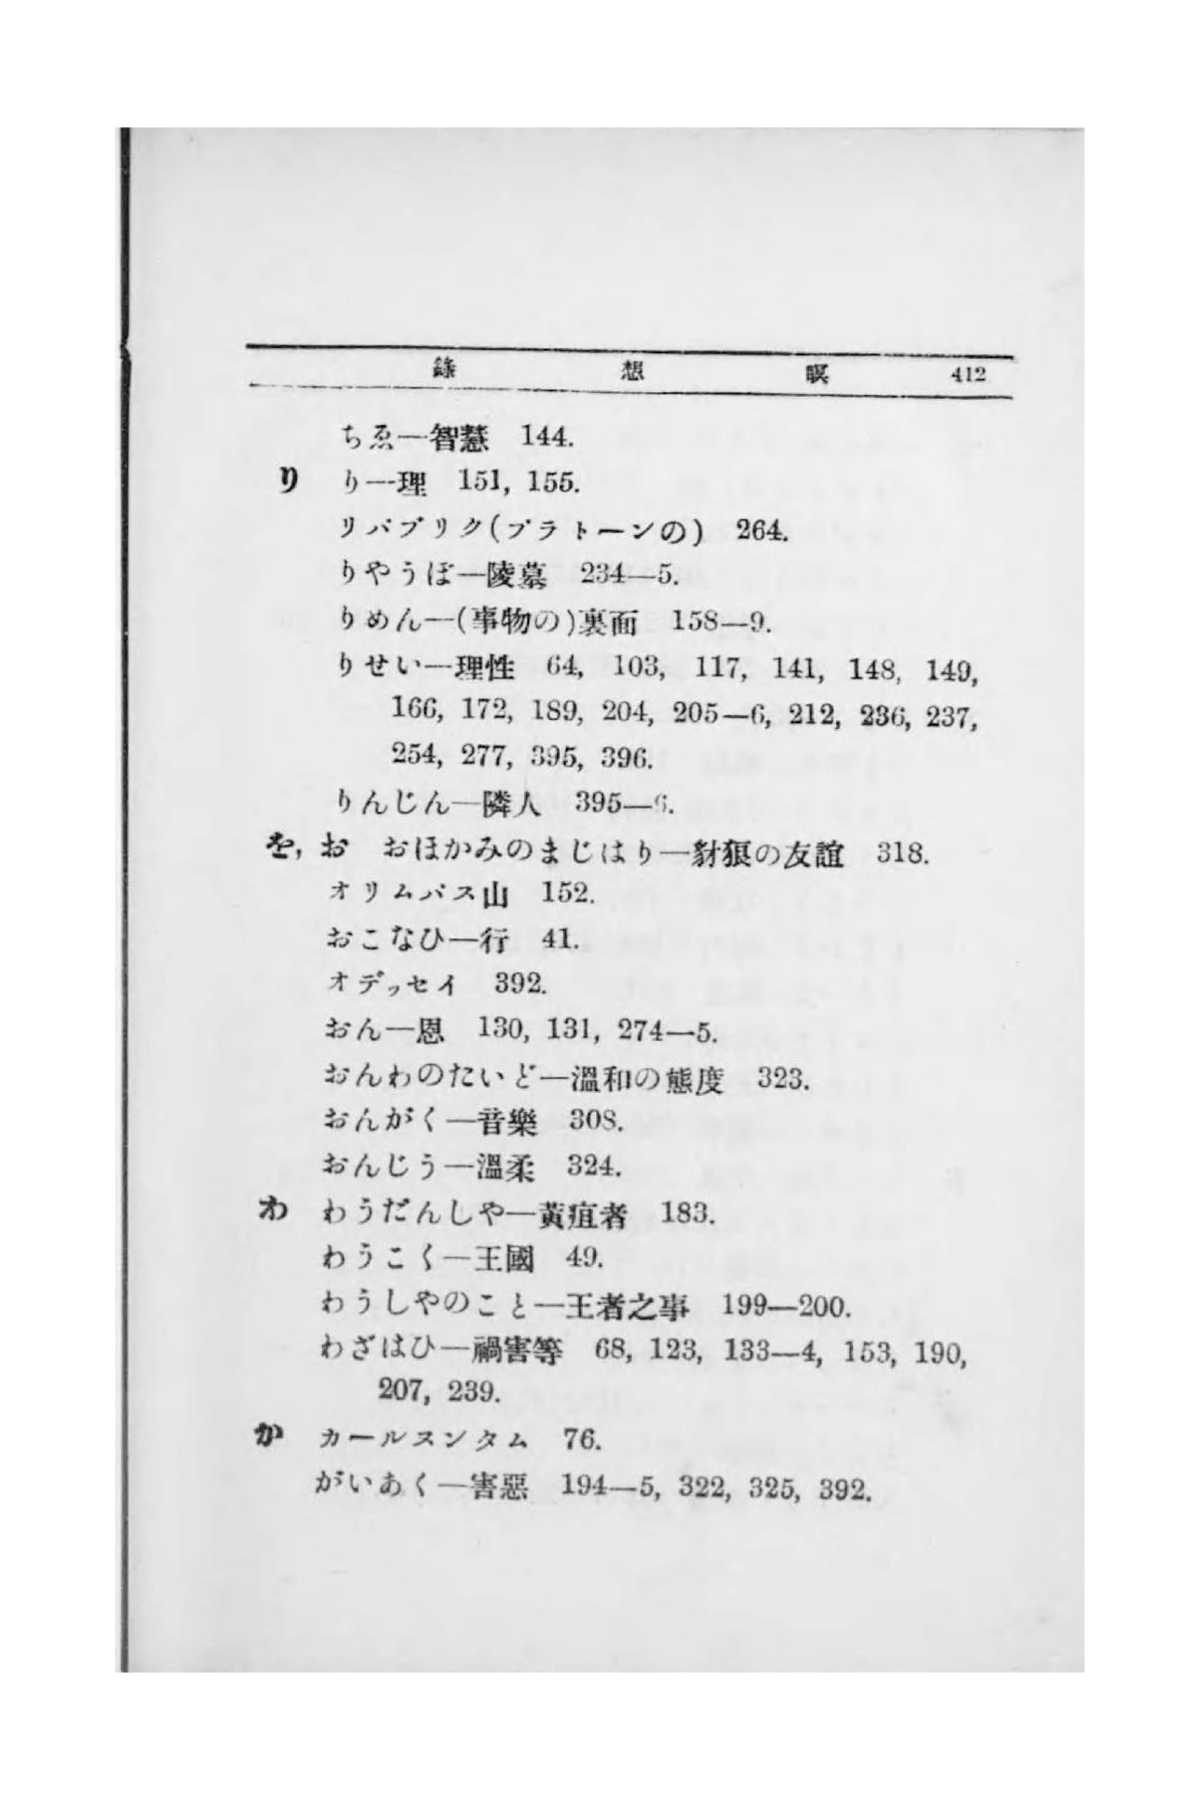 錄 想 瞑 412
ちゑ—智慧 144.
り り—理 151, 155.
リパブリク(プラトーンの) 264.
りやうぼ—陵墓 234—5.
りめん—(事物の)裏面 158—9.
りせい—理性 64, 103, 117, 141, 148, 149,
166, 172, 189, 204, 205—6, 212, 236, 237,
254, 277, 395, 396.
りんじん—隣人 395—6.
を, お おほかみのまじはり—豺狼の友誼 318.
オリムパス山 152.
おこなひ—行 41.
オデッセイ 392.
おん—恩 130, 131, 274—5.
おんわのたいど—溫和の態度 323.
おんがく—音樂 308.
おんじう—溫柔 324.
わ わうだんしや—黃疸者 183.
わうこく—王國 49.
わうしやのこと—王者之事 199—200.
わざはひ—禍害等 68, 123, 133—4, 153, 190,
207, 239.
か カールヌンタム 76.
がいあく—害惡 194—5, 322, 325, 392.